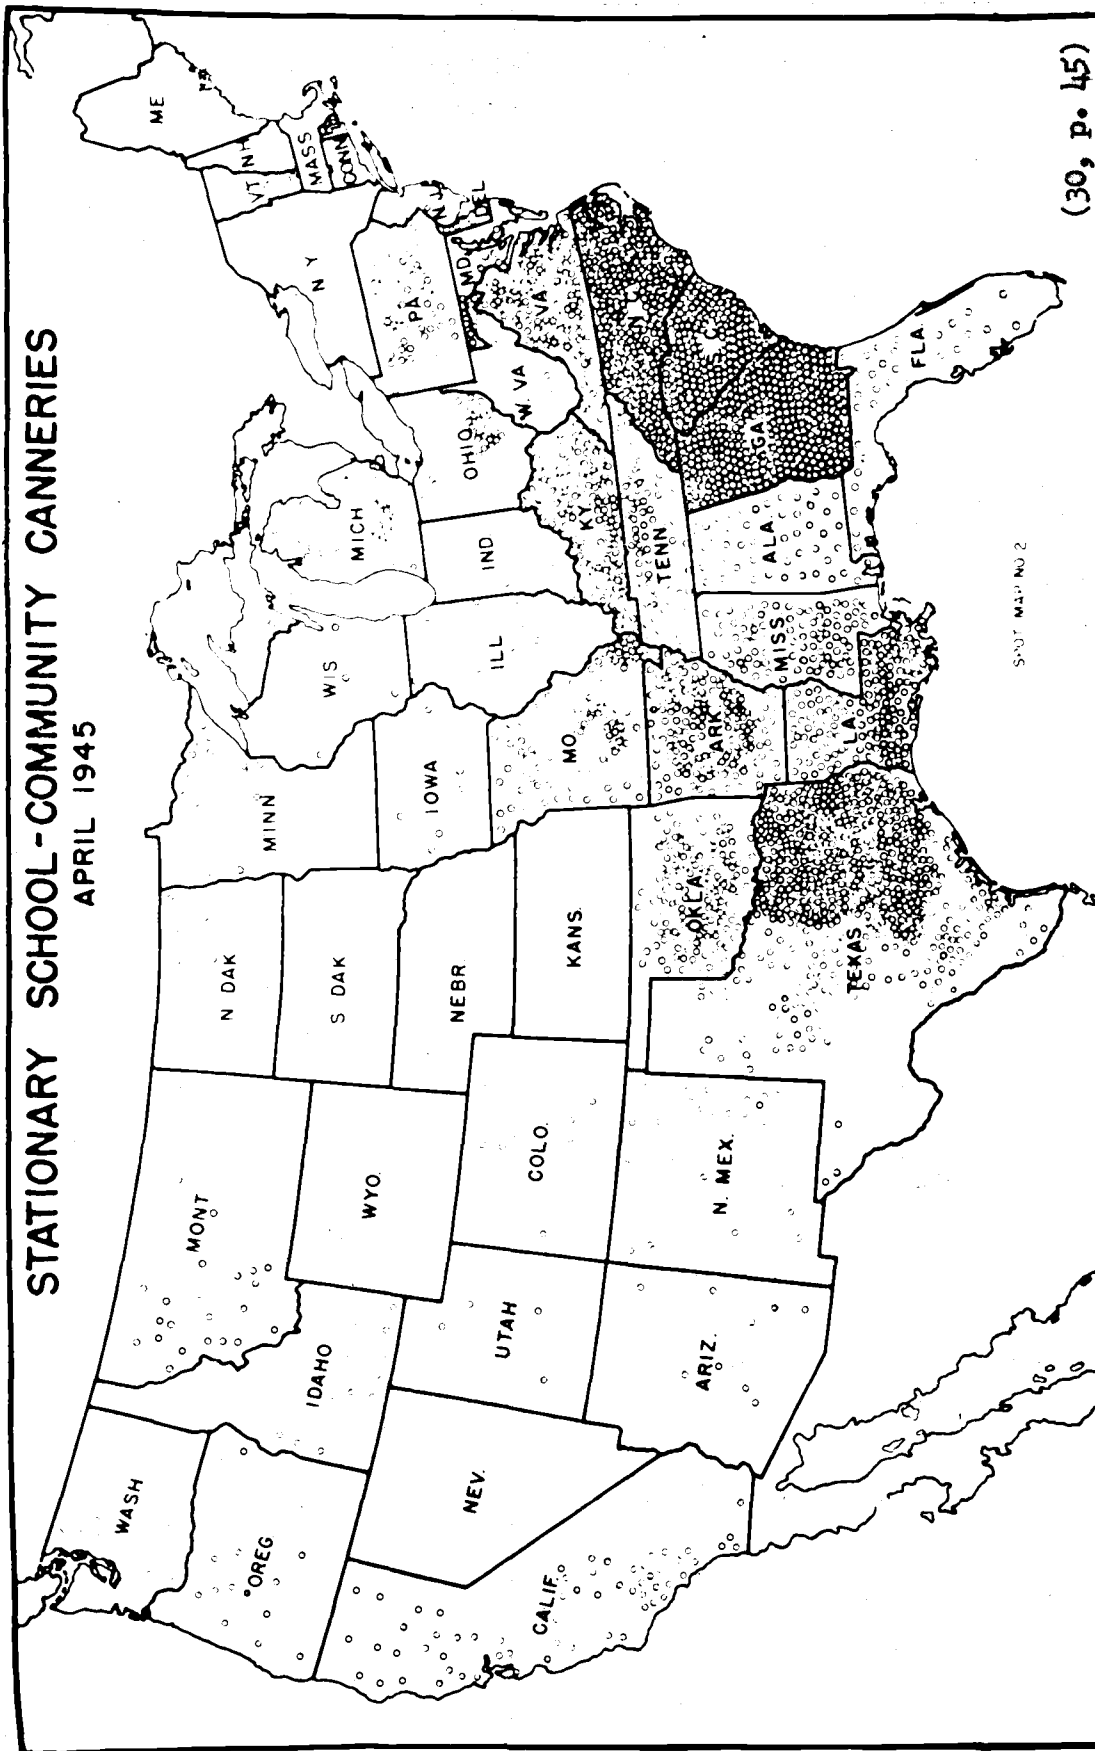 STATIONARY SCHOOL-COMMUNITY CANNERIES
APRIL 1945
WASH
OREG
CALIF.
NEV.
IDAHO
MONT
WYO.
UTAH
ARIZ.
COLO.
N. MEX.
N DAK
S DAK
NEBR
KANS.
OKLA
TEXAS
MINN
IOWA
MO.
ARK
LA
WIS
ILL
MICH
IND
OHIO
KY.
TENN
MISS
ALA
GA.
FLA.
S.C.
N.C.
VA
W. VA
MD.
DEL
PA
N.J.
N Y
CONN
R.I.
MASS
VT
NH
ME
SPOT MAP NO 2
(30, p. 45)